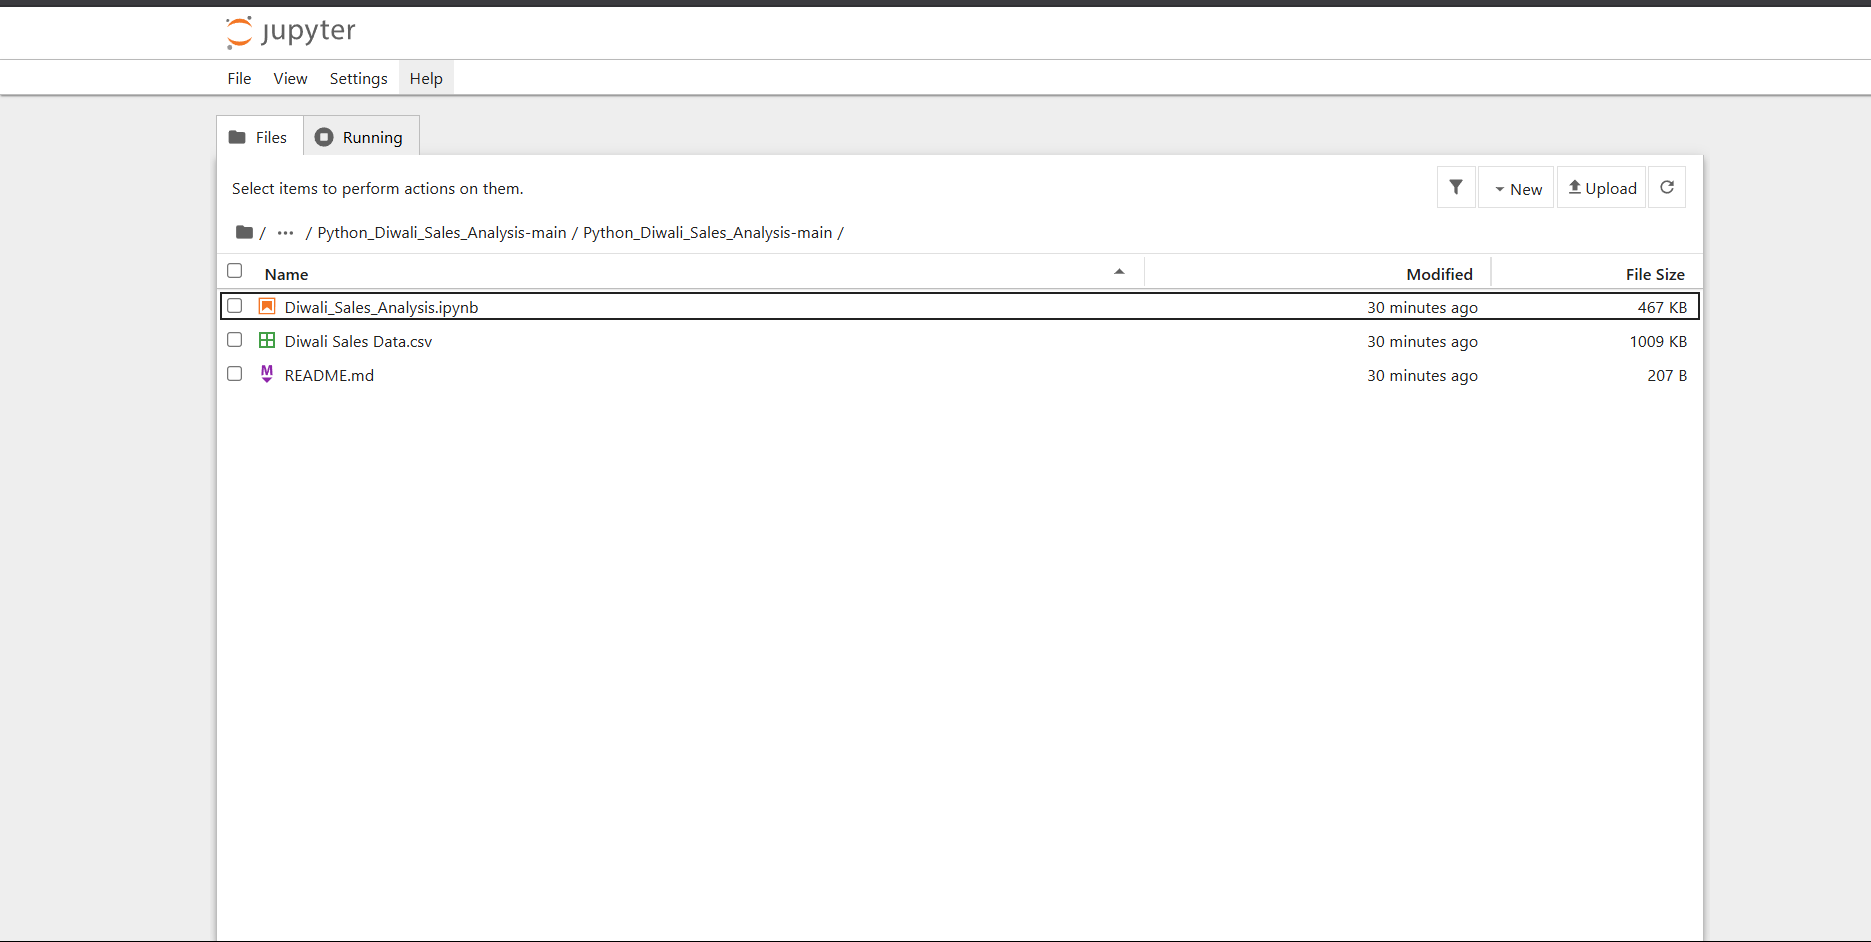 jupyter
File View Settings Help
Files Running
Select items to perform actions on them. New Upload
/ ··· / Python_Diwali_Sales_Analysis-main / Python_Diwali_Sales_Analysis-main /
Name Modified File Size
Diwali_Sales_Analysis.ipynb 30 minutes ago 467 KB
Diwali Sales Data.csv 30 minutes ago 1009 KB
M README.md 30 minutes ago 207 B